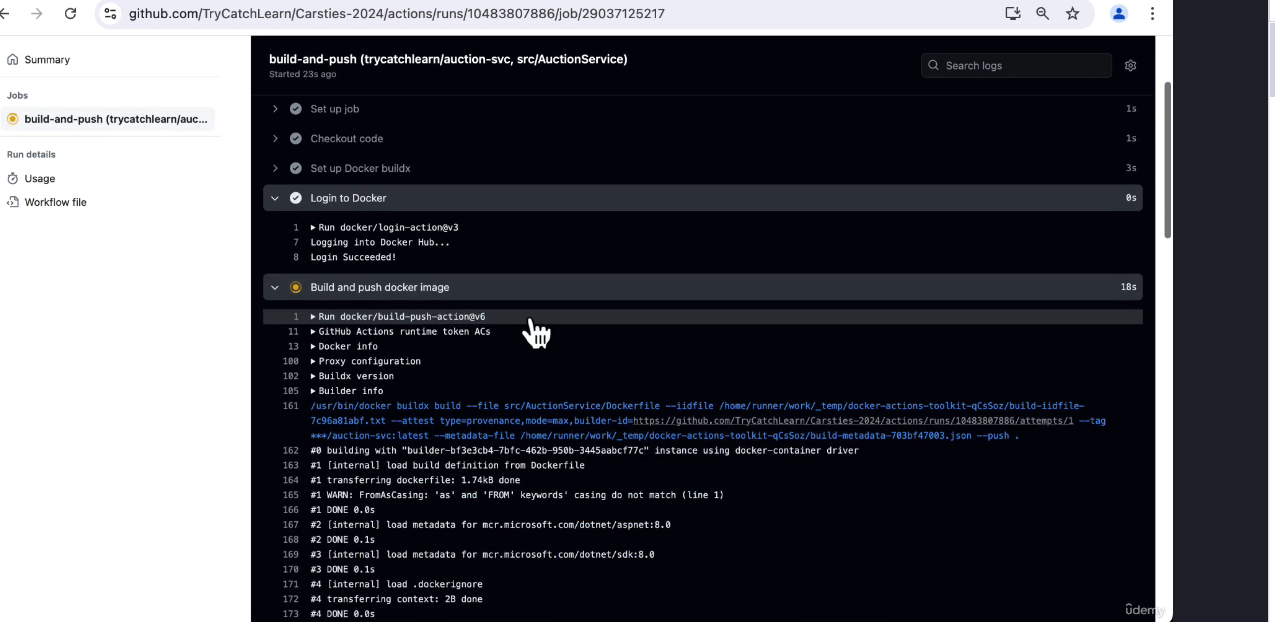 github.com/TryCatchLearn/Carsties-2024/actions/runs/10483807886/job/29037125217
Summary
Jobs
build-and-push (trycatchlearn/auc...
Run details
Usage
Workflow file
build-and-push (trycatchlearn/auction-svc, src/AuctionService)
Started 23s ago
Search logs
Set up job 1s
Checkout code 1s
Set up Docker buildx 3s
Login to Docker 0s
1 Run docker/login-action@v3
7 Logging into Docker Hub...
8 Login Succeeded!
Build and push docker image 18s
1 Run docker/build-push-action@v6
11 GitHub Actions runtime token ACs
13 Docker info
100 Proxy configuration
102 Buildx version
105 Builder info
161 /usr/bin/docker buildx build --file src/AuctionService/Dockerfile --iidfile /home/runner/work/_temp/docker-actions-toolkit-qCsSoz/build-iidfile-
7c96a81abf.txt --attest type=provenance,mode=max,builder-id=https://github.com/TryCatchLearn/Carsties-2024/actions/runs/10483807886/attempts/1 --tag
***/auction-svc:latest --metadata-file /home/runner/work/_temp/docker-actions-toolkit-qCsSoz/build-metadata-703bf47003.json --push .
162 #0 building with "builder-bf3e3cb4-7bfc-462b-950b-3445aabcf77c" instance using docker-container driver
163 #1 [internal] load build definition from Dockerfile
164 #1 transferring dockerfile: 1.74kB done
165 #1 WARN: FromAsCasing: 'as' and 'FROM' keywords' casing do not match (line 1)
166 #1 DONE 0.0s
167 #2 [internal] load metadata for mcr.microsoft.com/dotnet/aspnet:8.0
168 #2 DONE 0.1s
169 #3 [internal] load metadata for mcr.microsoft.com/dotnet/sdk:8.0
170 #3 DONE 0.1s
171 #4 [internal] load .dockerignore
172 #4 transferring context: 2B done
173 #4 DONE 0.0s
ûdemy